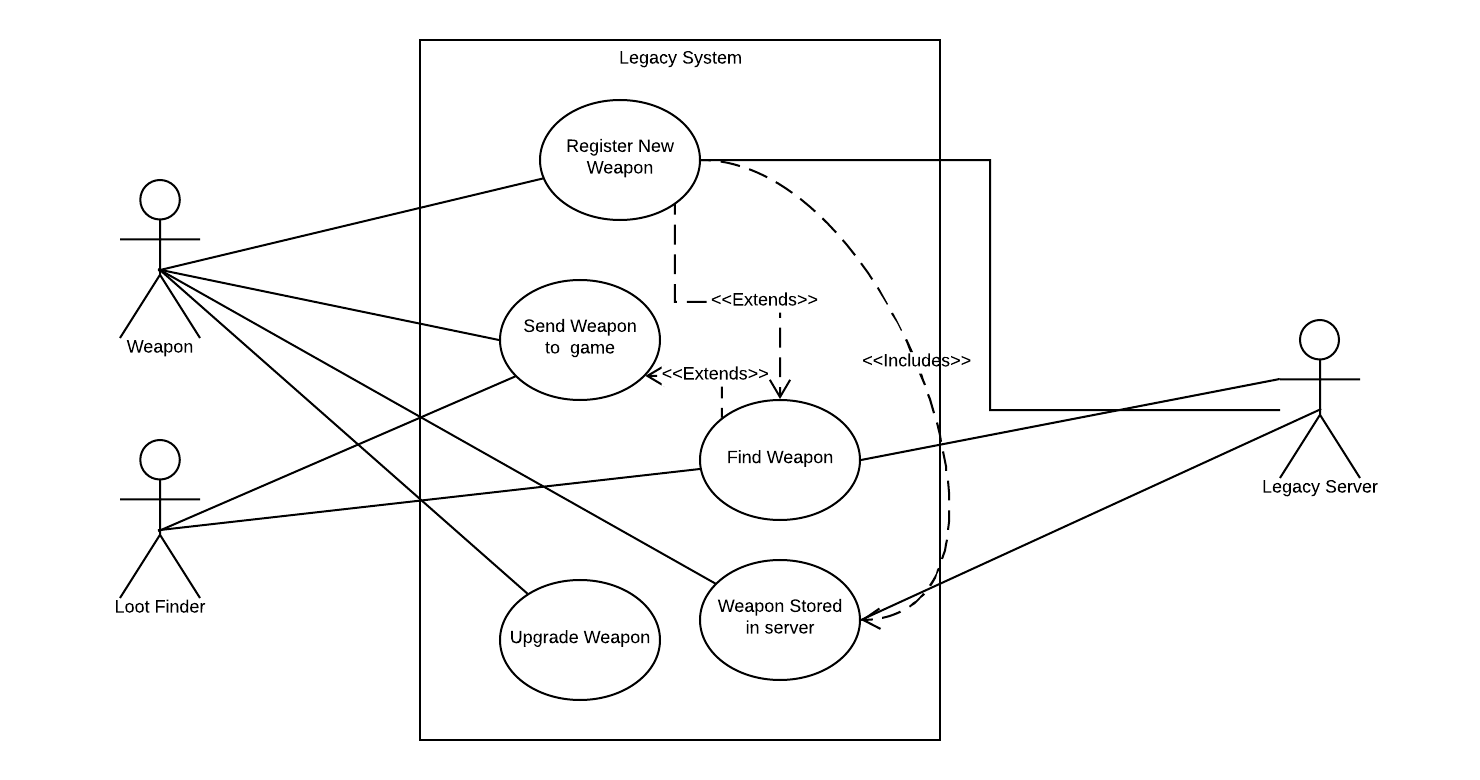 Legacy System
Register New
Weapon
Send Weapon
to  game
<<Extends>>
<<Includes>>
<<Extends>>
Weapon
Find Weapon
Legacy Server
Loot Finder
Upgrade Weapon
Weapon Stored
in server